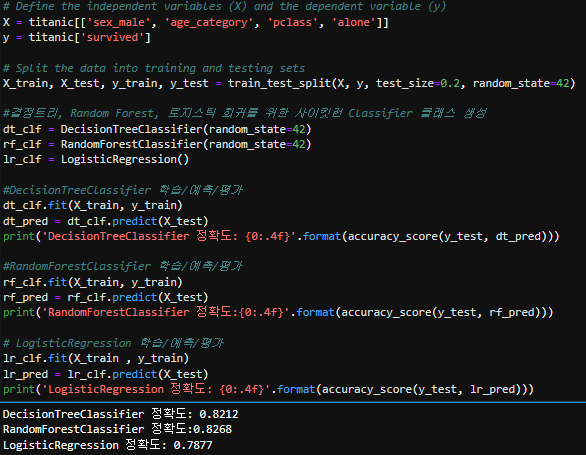 # Define the independent variables (X) and the dependent variable (y)
X = titanic[['sex_male', 'age_category', 'pclass', 'alone']]
y = titanic['survived']
# Split the data into training and testing sets
X_train, X_test, y_train, y_test = train_test_split(X, y, test_size=0.2, random_state=42)
#결정트리, Random Forest, 로지스틱 회귀를 위한 사이킷런 Classifier 클래스 생성
dt_clf = DecisionTreeClassifier(random_state=42)
rf_clf = RandomForestClassifier(random_state=42)
lr_clf = LogisticRegression()
#DecisionTreeClassifier 학습/예측/평가
dt_clf.fit(X_train, y_train)
dt_pred = dt_clf.predict(X_test)
print('DecisionTreeClassifier 정확도: {0:.4f}'.format(accuracy_score(y_test, dt_pred)))
#RandomForestClassifier 학습/예측/평가
rf_clf.fit(X_train, y_train)
rf_pred = rf_clf.predict(X_test)
print('RandomForestClassifier 정확도:{0:.4f}'.format(accuracy_score(y_test, rf_pred)))
# LogisticRegression 학습/예측/평가
lr_clf.fit(X_train , y_train)
lr_pred = lr_clf.predict(X_test)
print('LogisticRegression 정확도: {0:.4f}'.format(accuracy_score(y_test, lr_pred)))
DecisionTreeClassifier 정확도: 0.8212
RandomForestClassifier 정확도:0.8268
LogisticRegression 정확도: 0.7877